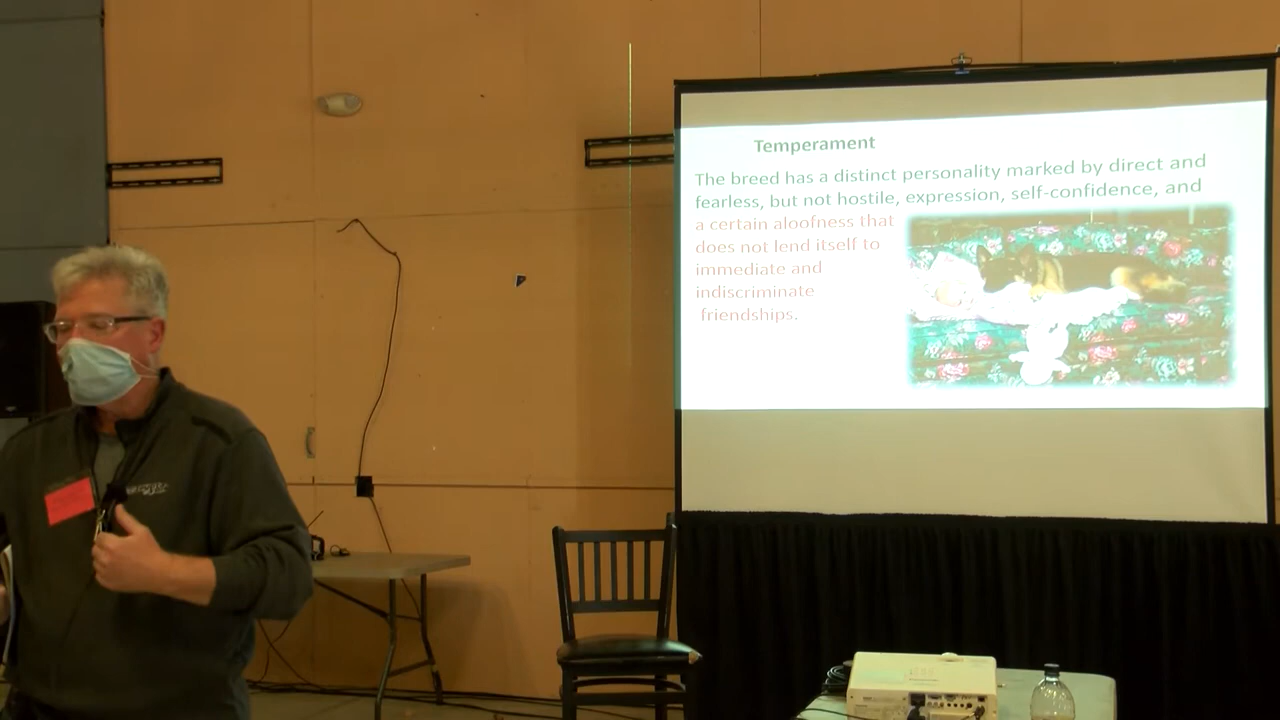 Temperament
The breed has a distinct personality marked by direct and
fearless, but not hostile, expression, self-confidence, and
a certain aloofness that
does not lend itself to
immediate and
indiscriminate
friendships.